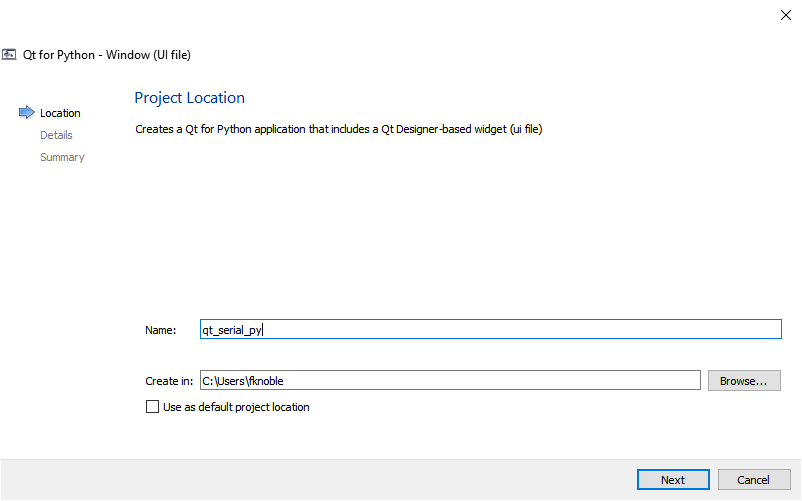 Qt for Python - Window (UI file)
Project Location
Location
Creates a Qt for Python application that includes a Qt Designer-based widget (ui file)
Details
Summary
Name: qt_serial_py
Create in: C:\Users\fknoble Browse...
Use as default project location
Next Cancel